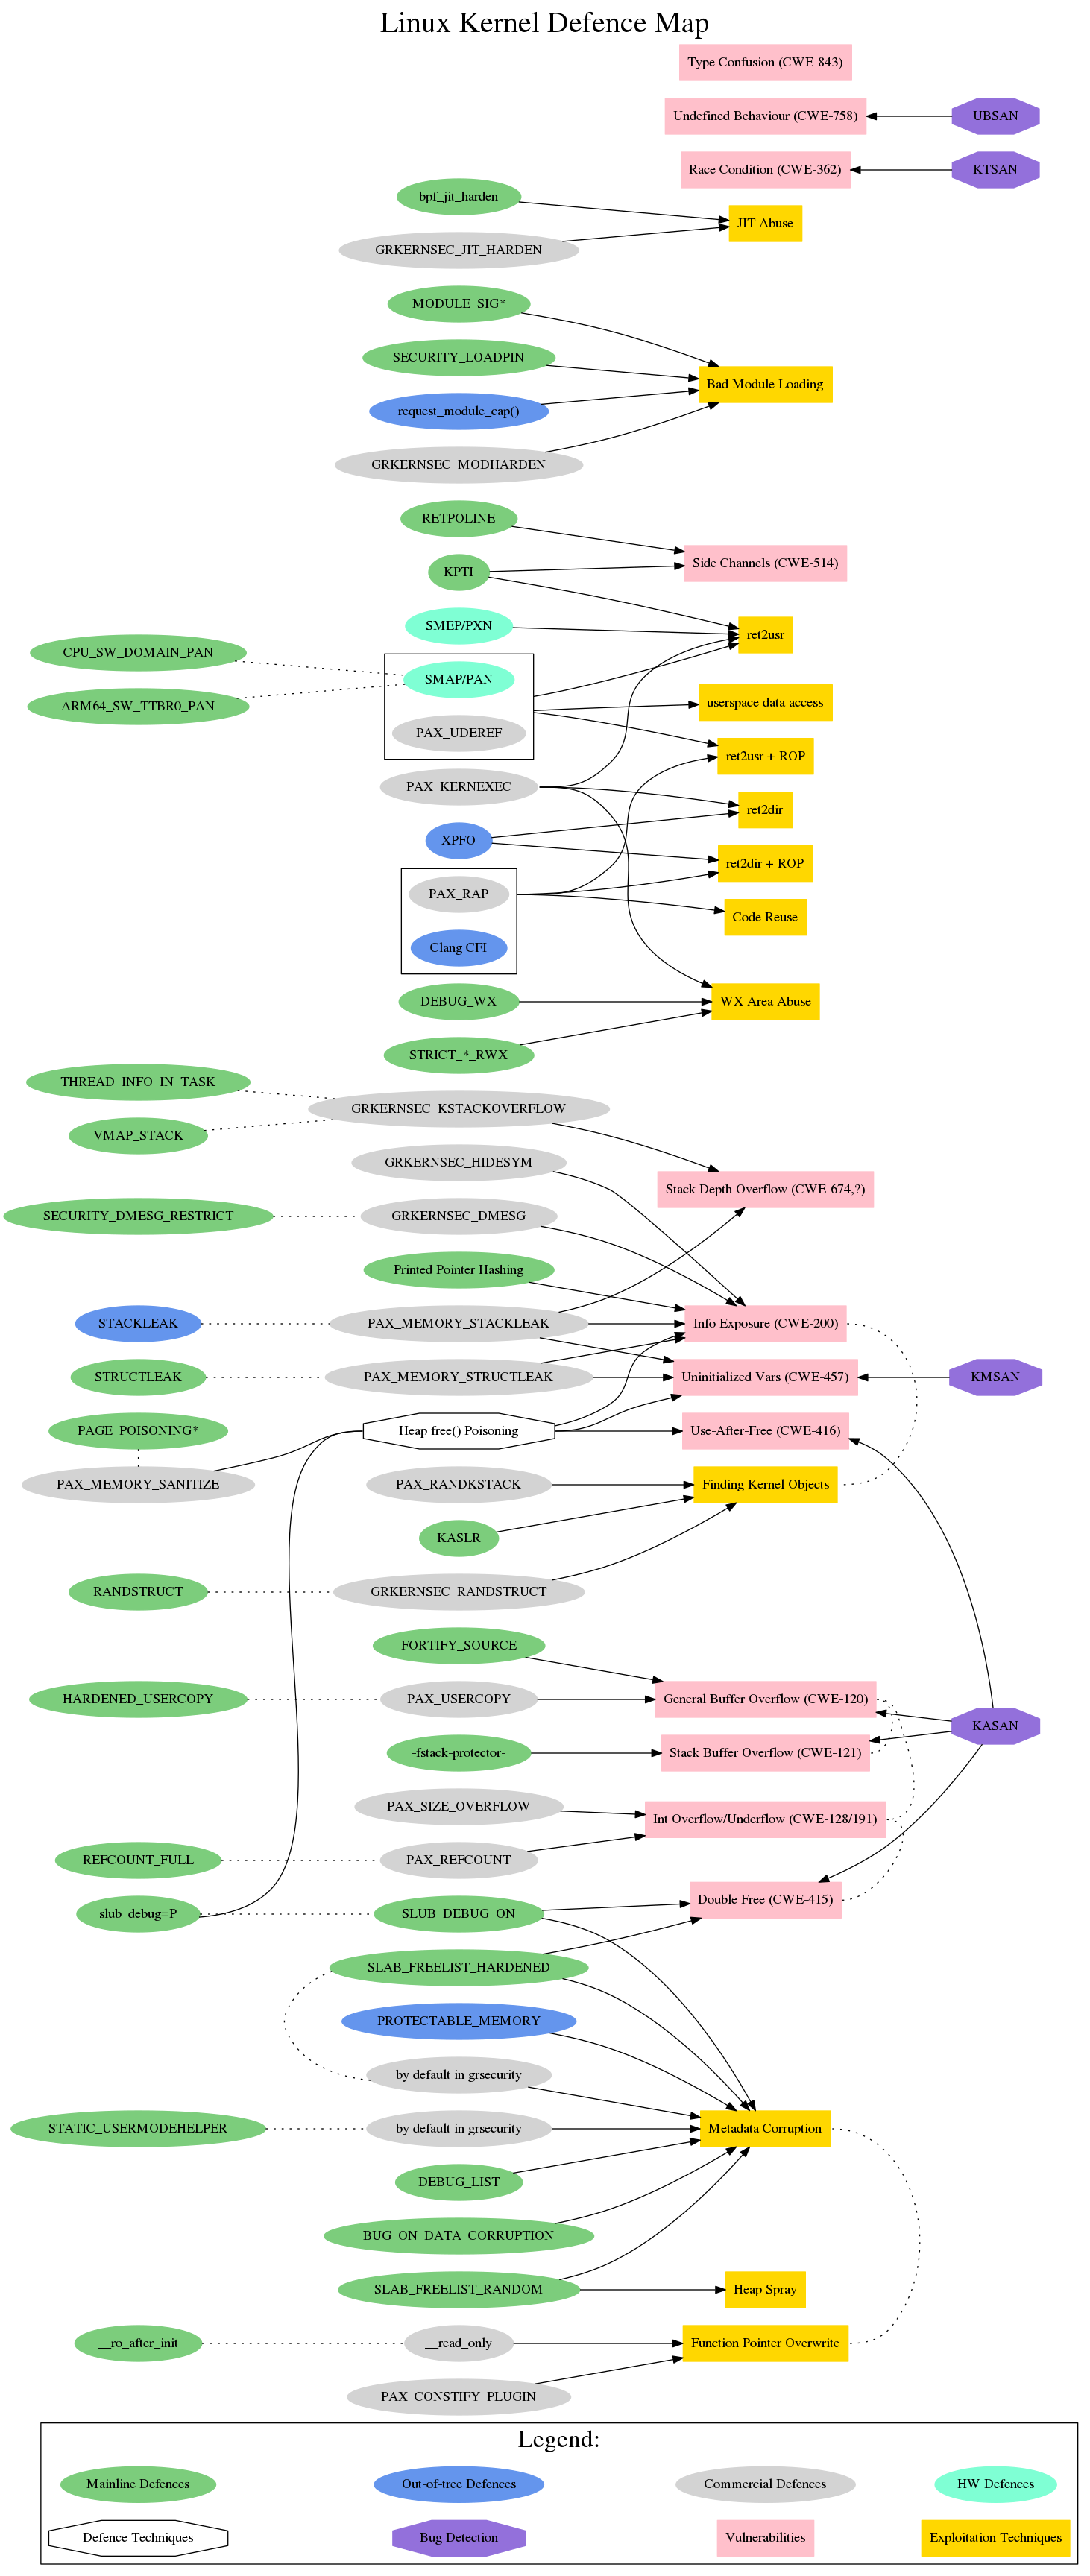 Linux Kernel Defence Map
Type Confusion (CWE-843)
Undefined Behaviour (CWE-758)
UBSAN
Race Condition (CWE-362)
KTSAN
bpf_jit_harden
JIT Abuse
GRKERNSEC_JIT_HARDEN
MODULE_SIG*
SECURITY_LOADPIN
Bad Module Loading
request_module_cap()
GRKERNSEC_MODHARDEN
RETPOLINE
Side Channels (CWE-514)
KPTI
SMEP/PXN
ret2usr
CPU_SW_DOMAIN_PAN
SMAP/PAN
ARM64_SW_TTBR0_PAN
userspace data access
PAX_UDEREF
ret2usr + ROP
PAX_KERNEXEC
ret2dir
XPFO
ret2dir + ROP
PAX_RAP
Code Reuse
Clang CFI
DEBUG_WX
WX Area Abuse
STRICT_*_RWX
THREAD_INFO_IN_TASK
GRKERNSEC_KSTACKOVERFLOW
VMAP_STACK
GRKERNSEC_HIDESYM
Stack Depth Overflow (CWE-674,?)
SECURITY_DMESG_RESTRICT
GRKERNSEC_DMESG
Printed Pointer Hashing
STACKLEAK
PAX_MEMORY_STACKLEAK
Info Exposure (CWE-200)
STRUCTLEAK
PAX_MEMORY_STRUCTLEAK
Uninitialized Vars (CWE-457)
KMSAN
PAGE_POISONING*
Heap free() Poisoning
Use-After-Free (CWE-416)
PAX_MEMORY_SANITIZE
PAX_RANDKSTACK
Finding Kernel Objects
KASLR
RANDSTRUCT
GRKERNSEC_RANDSTRUCT
FORTIFY_SOURCE
HARDENED_USERCOPY
PAX_USERCOPY
General Buffer Overflow (CWE-120)
KASAN
-fstack-protector-
Stack Buffer Overflow (CWE-121)
PAX_SIZE_OVERFLOW
Int Overflow/Underflow (CWE-128/191)
REFCOUNT_FULL
PAX_REFCOUNT
Double Free (CWE-415)
slub_debug=P
SLUB_DEBUG_ON
SLAB_FREELIST_HARDENED
PROTECTABLE_MEMORY
by default in grsecurity
STATIC_USERMODEHELPER
by default in grsecurity
Metadata Corruption
DEBUG_LIST
BUG_ON_DATA_CORRUPTION
SLAB_FREELIST_RANDOM
Heap Spray
__ro_after_init
__read_only
Function Pointer Overwrite
PAX_CONSTIFY_PLUGIN
Legend:
Mainline Defences
Out-of-tree Defences
Commercial Defences
HW Defences
Defence Techniques
Bug Detection
Vulnerabilities
Exploitation Techniques